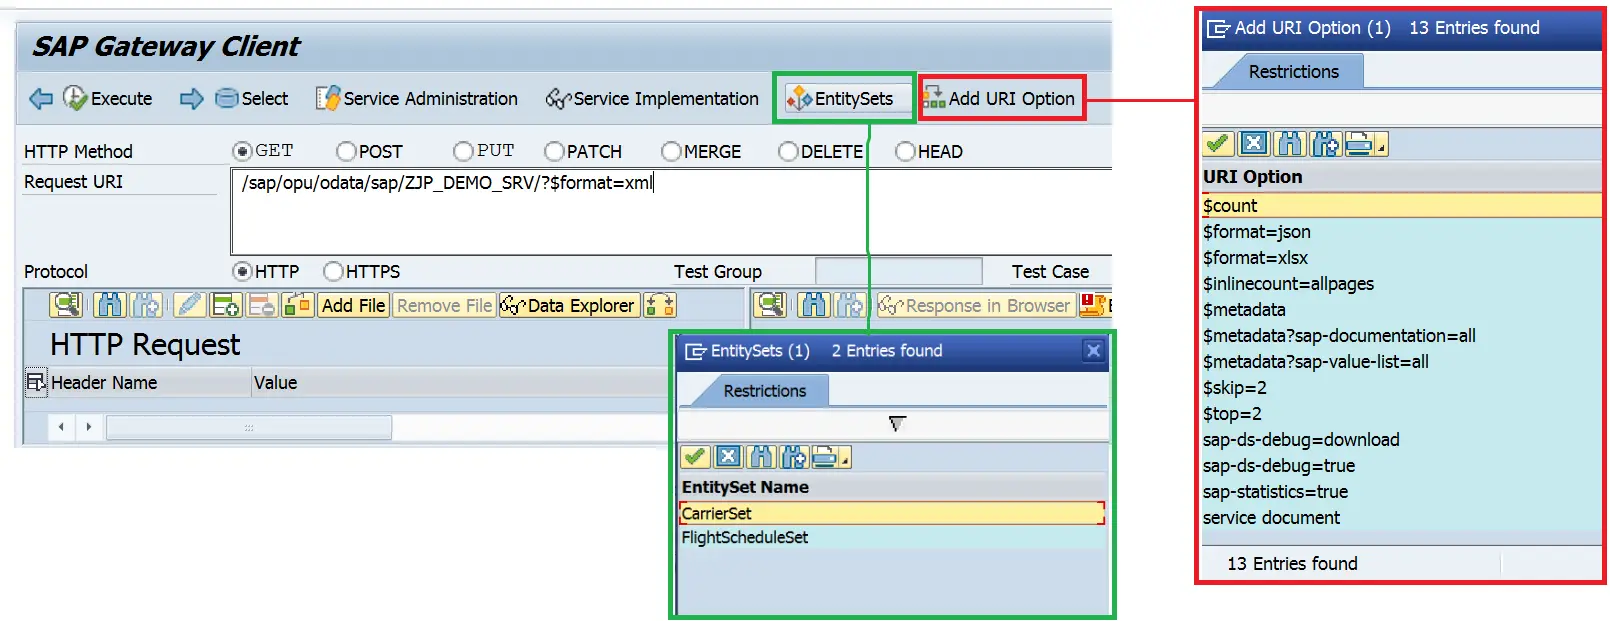 SAP Gateway Client
Execute Select Service Administration Service Implementation EntitySets Add URI Option
HTTP Method GET POST PUT PATCH MERGE DELETE HEAD
Request URI /sap/opu/odata/sap/ZJP_DEMO_SRV/?$format=xml
Protocol HTTP HTTPS Test Group Test Case
Add File Remove File Data Explorer Response in Browser
HTTP Request
Header Name Value
EntitySets (1) 2 Entries found
Restrictions
EntitySet Name
CarrierSet
FlightScheduleSet
Add URI Option (1) 13 Entries found
Restrictions
URI Option
$count
$format=json
$format=xlsx
$inlinecount=allpages
$metadata
$metadata?sap-documentation=all
$metadata?sap-value-list=all
$skip=2
$top=2
sap-ds-debug=download
sap-ds-debug=true
sap-statistics=true
service document
13 Entries found